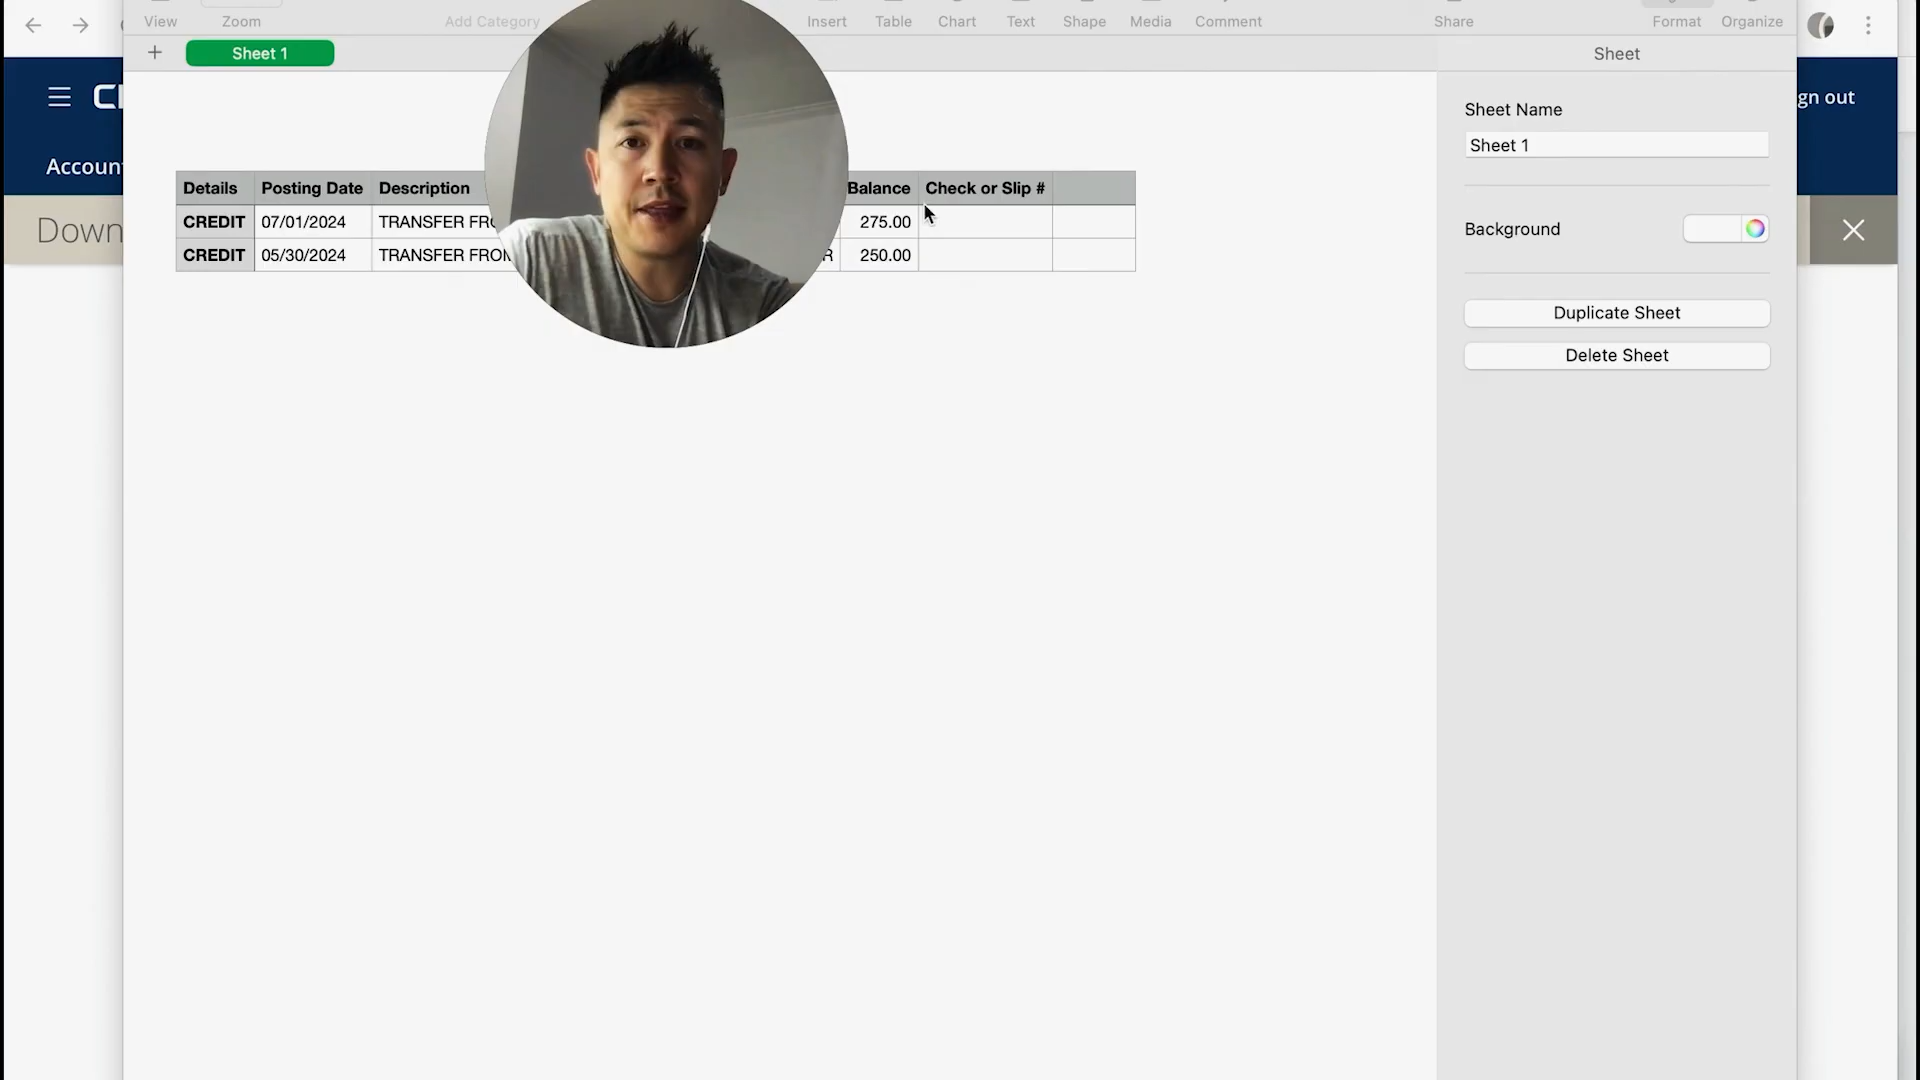 View Zoom Add Category Insert Table Chart Text Shape Media Comment Share Format Organize
+ Sheet 1 Sheet
Sheet Name
Sheet 1
gn out
Accoun
Details Posting Date Description Balance Check or Slip #
CREDIT 07/01/2024 TRANSFER FRO 275.00
CREDIT 05/30/2024 TRANSFER FROM R 250.00
Down
Background
Duplicate Sheet
Delete Sheet